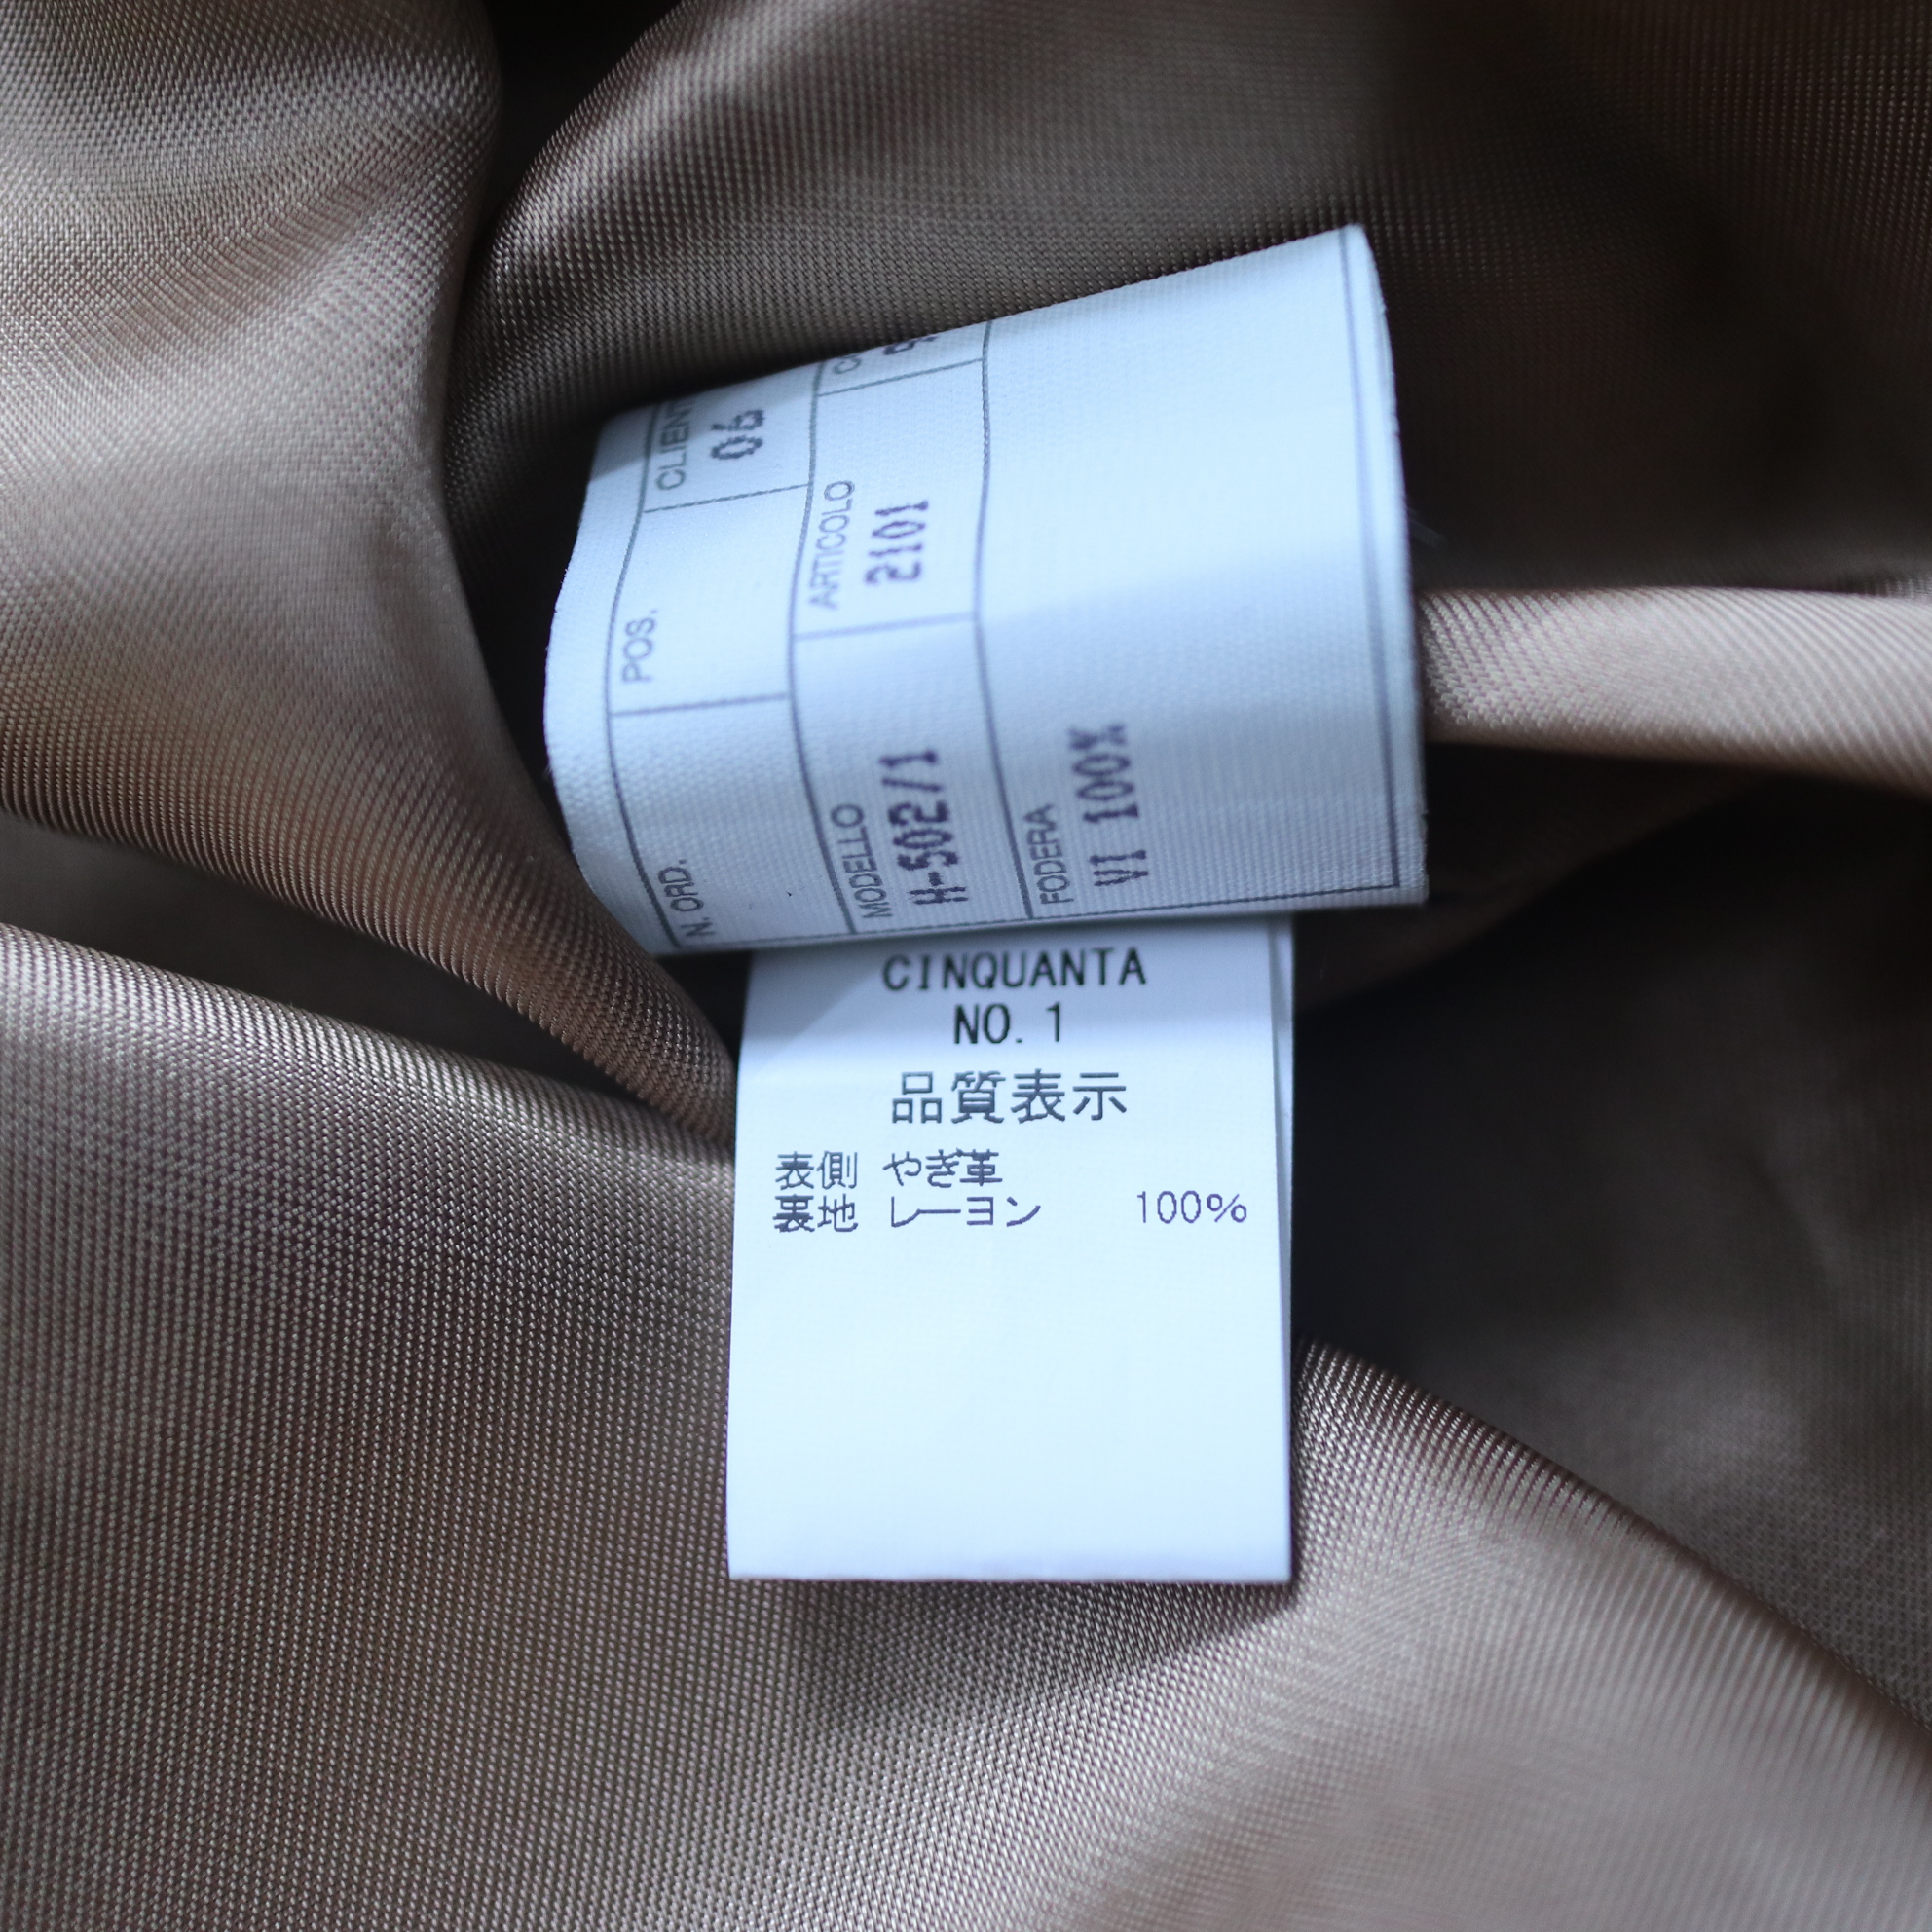 N. ORD.
POS.
CLIENT
06
MODELLO
H-502/1
ARTICOLO
2101
FODERA
VI 100%
CINQUANTA
NO. 1
品質表示
表側 やぎ革
裏地 レーヨン 100%